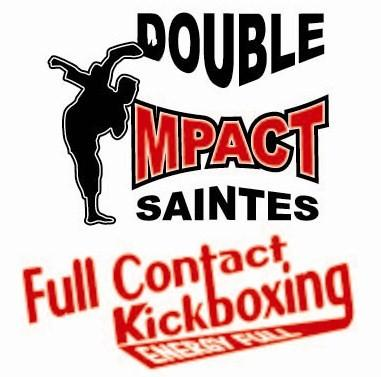 DOUBLE
MPACT
SAINTES
Full Contact
Kickboxing
ENERGY FULL